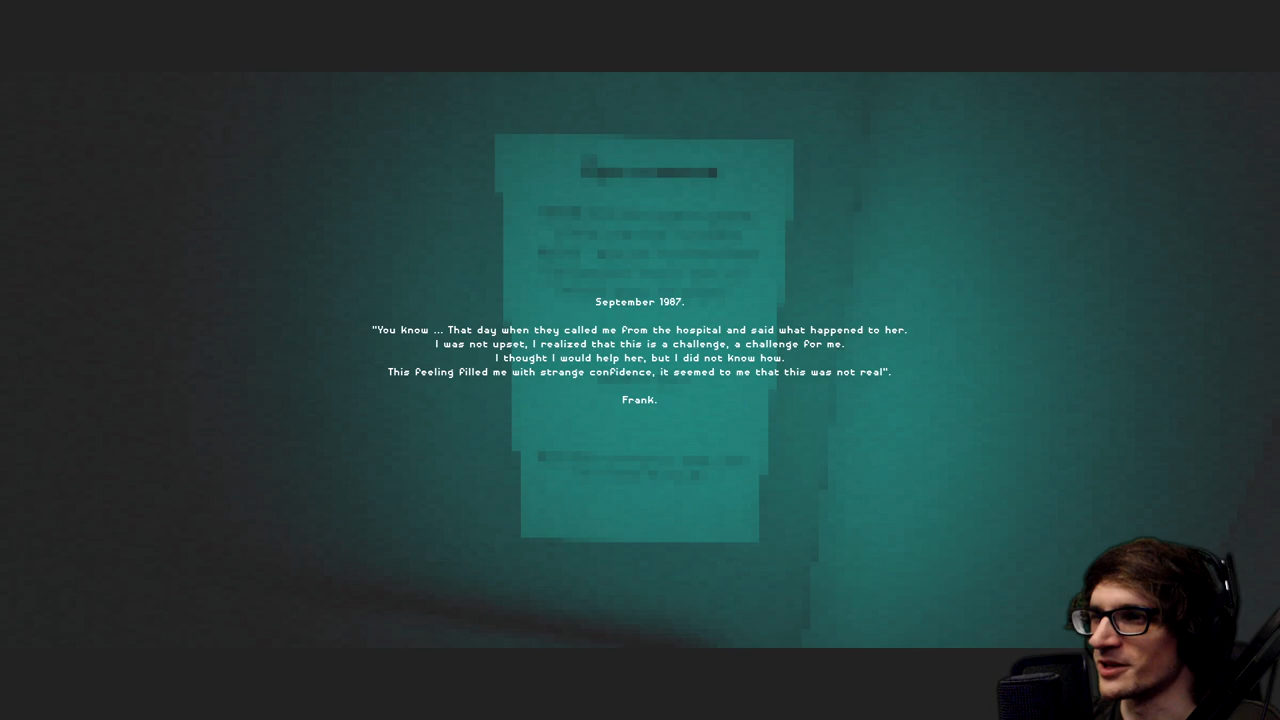 September 1987.
"You know ... That day when they called me from the hospital and said what happened to her.
I was not upset, I realized that this is a challenge, a challenge for me.
I thought I would help her, but I did not know how.
This feeling filled me with strange confidence, it seemed to me that this was not real".
Frank.